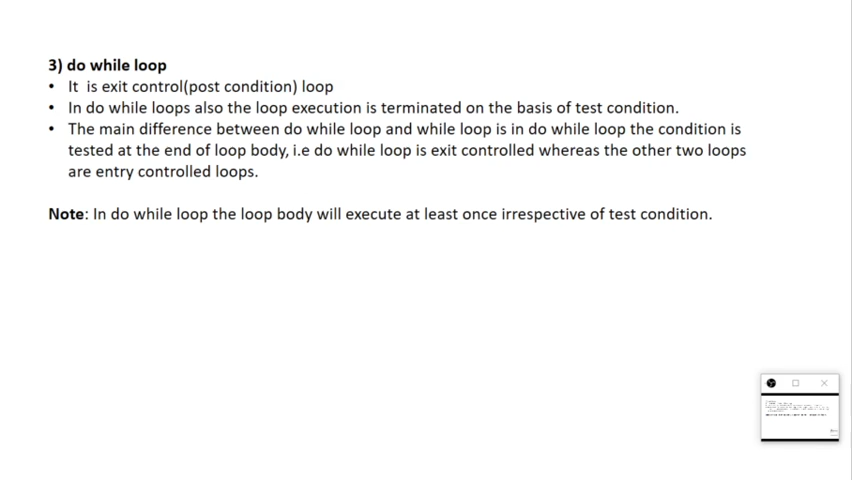 3) do while loop
• It is exit control(post condition) loop
• In do while loops also the loop execution is terminated on the basis of test condition.
• The main difference between do while loop and while loop is in do while loop the condition is
tested at the end of loop body, i.e do while loop is exit controlled whereas the other two loops
are entry controlled loops.
Note: In do while loop the loop body will execute at least once irrespective of test condition.